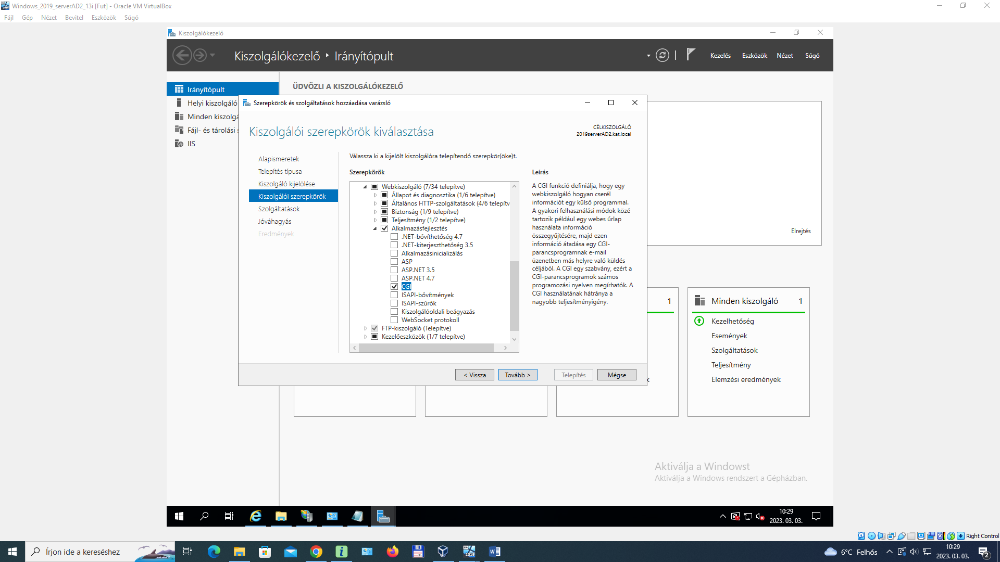 Windows_2019_serverAD2_13i [Fut] - Oracle VM VirtualBox
Fájl Gép Nézet Bevitel Eszközök Súgó
Kiszolgálókezelő
Kiszolgálókezelő Irányítópult
Kezelés Eszközök Nézet Súgó
Irányítópult
Helyi kiszolgáló
Minden kiszolgá
Fájl- és tárolási s
IIS
ÜDVÖZLI A KISZOLGÁLÓKEZELŐ
Szerepkörök és szolgáltatások hozzáadása varázsló
Kiszolgálói szerepkörök kiválasztása
CÉLKISZOLGÁLÓ
2019serverAD2.kat.local
Alapismeretek
Telepítés típusa
Kiszolgáló kijelölése
Kiszolgálói szerepkörök
Szolgáltatások
Jóváhagyás
Eredmények
Válassza ki a kijelölt kiszolgálóra telepítendő szerepkör(öke)t.
Szerepkörök
Webkiszolgáló (7/34 telepítve)
Állapot és diagnosztika (1/6 telepítve)
Általános HTTP-szolgáltatások (4/6 telepítv
Biztonság (1/9 telepítve)
Teljesítmény (1/2 telepítve)
Alkalmazásfejlesztés
.NET-bővíthetőség 4.7
.NET-kiterjeszthetőség 3.5
Alkalmazásinicializálás
ASP
ASP.NET 3.5
ASP.NET 4.7
CGI
ISAPI-bővítmények
ISAPI-szűrők
Kiszolgálóoldali beágyazás
WebSocket protokoll
FTP-kiszolgáló (Telepítve)
Kezelőeszközök (1/7 telepítve)
Leírás
A CGI funkció definiálja, hogy egy
webkiszolgáló hogyan cserél
információt egy külső programmal.
A gyakori felhasználási módok közé
tartozik például egy webes űrlap
használata információ
összegyűjtésére, majd ezen
információ átadása egy CGI-
parancsprogramnak e-mail
üzenetben más helyre való küldés
céljából. A CGI egy szabvány, ezért a
CGI-parancsprogramok számos
programozási nyelven megírhatók. A
CGI használatának hátránya a
nagyobb teljesítményigény.
< Vissza Tovább > Telepítés Mégse
Elrejtés
1
k
Minden kiszolgáló 1
Kezelhetőség
Események
Szolgáltatások
Teljesítmény
Elemzési eredmények
Aktiválja a Windowst
Aktiválja a Windows rendszert a Gépházban.
10:29
2023. 03. 03.
Right Control
Írjon ide a kereséshez
2019
6°C Felhős
10:29
2023. 03. 03.
2